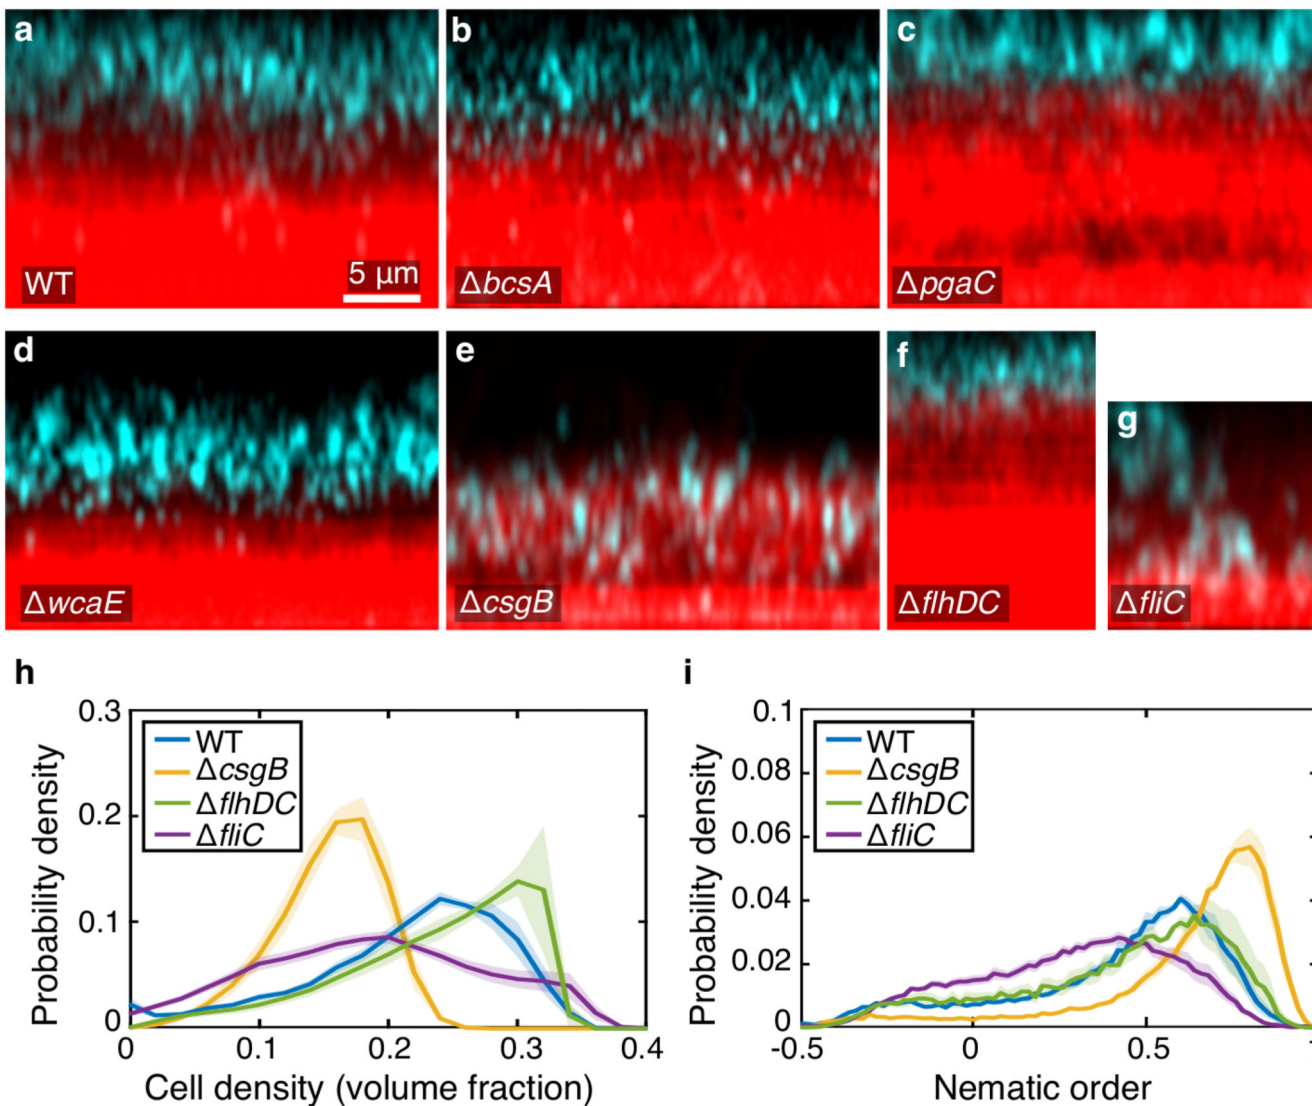 a
b
c
WT
5 μm
ΔbcsA
ΔpgaC
d
e
f
g
ΔwcaE
ΔcsgB
ΔflhDC
ΔfliC
h
Probability density
0.3
0.2
0.1
0
WT
ΔcsgB
ΔflhDC
ΔfliC
0 0.1 0.2 0.3 0.4
Cell density (volume fraction)
i
Probability density
0.1
0.08
0.06
0.04
0.02
0
WT
ΔcsgB
ΔflhDC
ΔfliC
-0.5 0 0.5
Nematic order